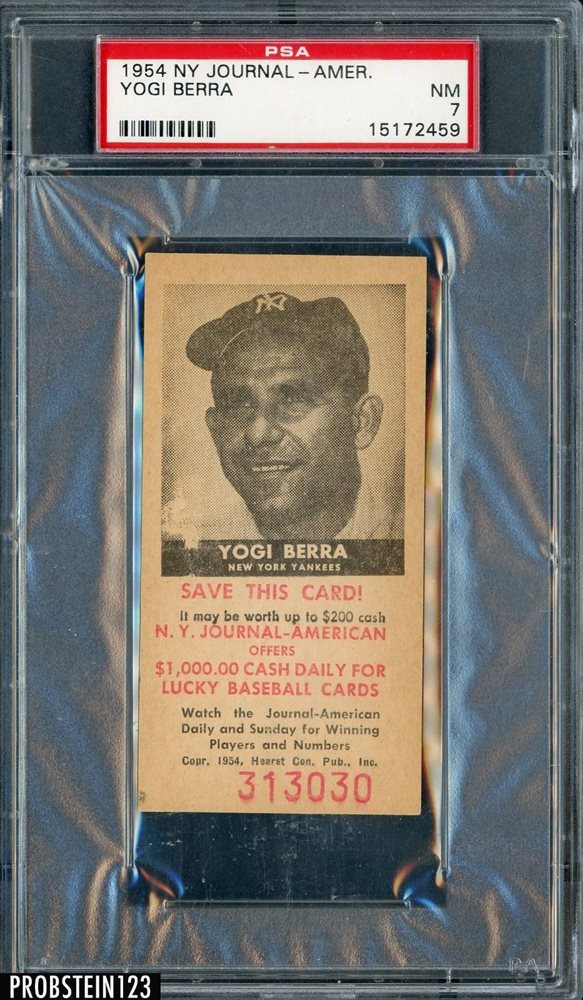 PSA
1954 NY JOURNAL-AMER.
YOGI BERRA
NM
7
15172459
NY
YOGI BERRA
NEW YORK YANKEES
SAVE THIS CARD!
It may be worth up to $200 cash
N. Y. JOURNAL-AMERICAN
OFFERS
$1,000.00 CASH DAILY FOR
LUCKY BASEBALL CARDS
Watch the Journal-American
Daily and Sunday for Winning
Players and Numbers
Copr. 1954, Hearst Con. Pub., Inc.
313030
PROBSTEIN123